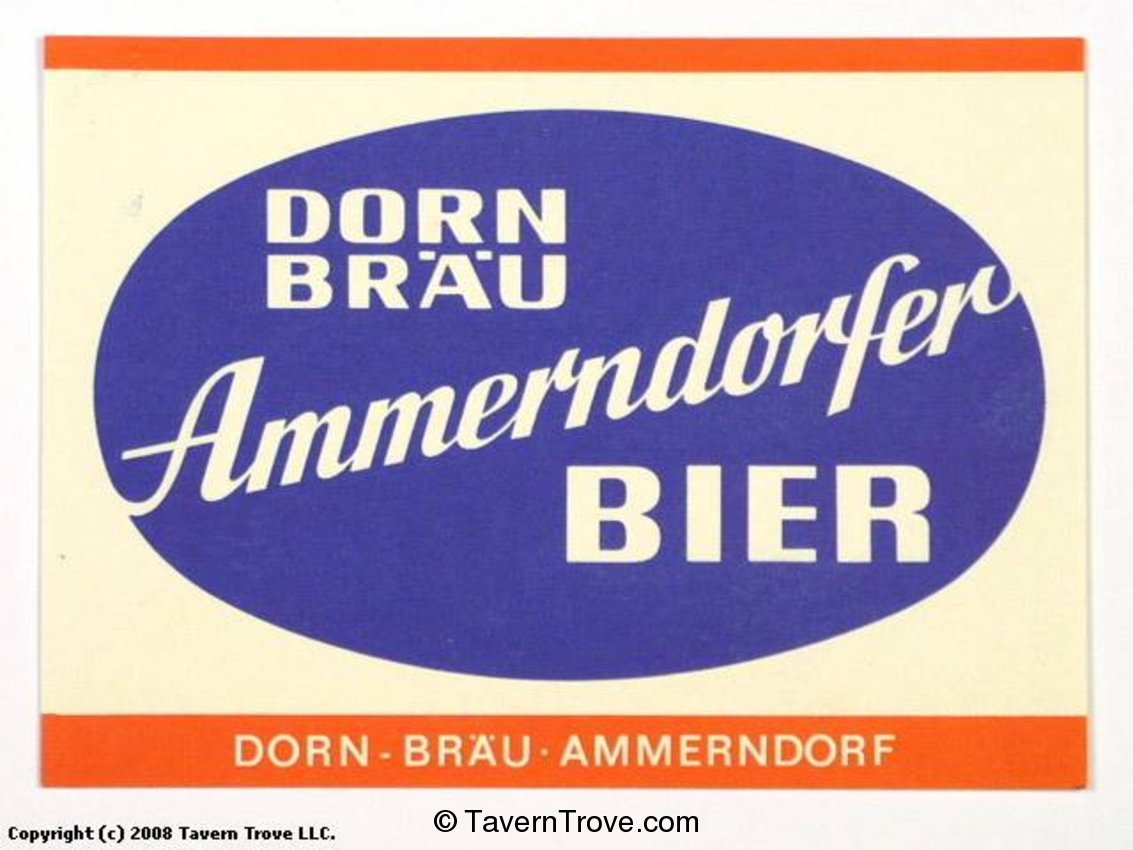 DORN
BRÄU
Ammerndorfer
BIER
DORN - BRÄU · AMMERNDORF
Copyright (c) 2008 Tavern Trove LLC.
© TavernTrove.com